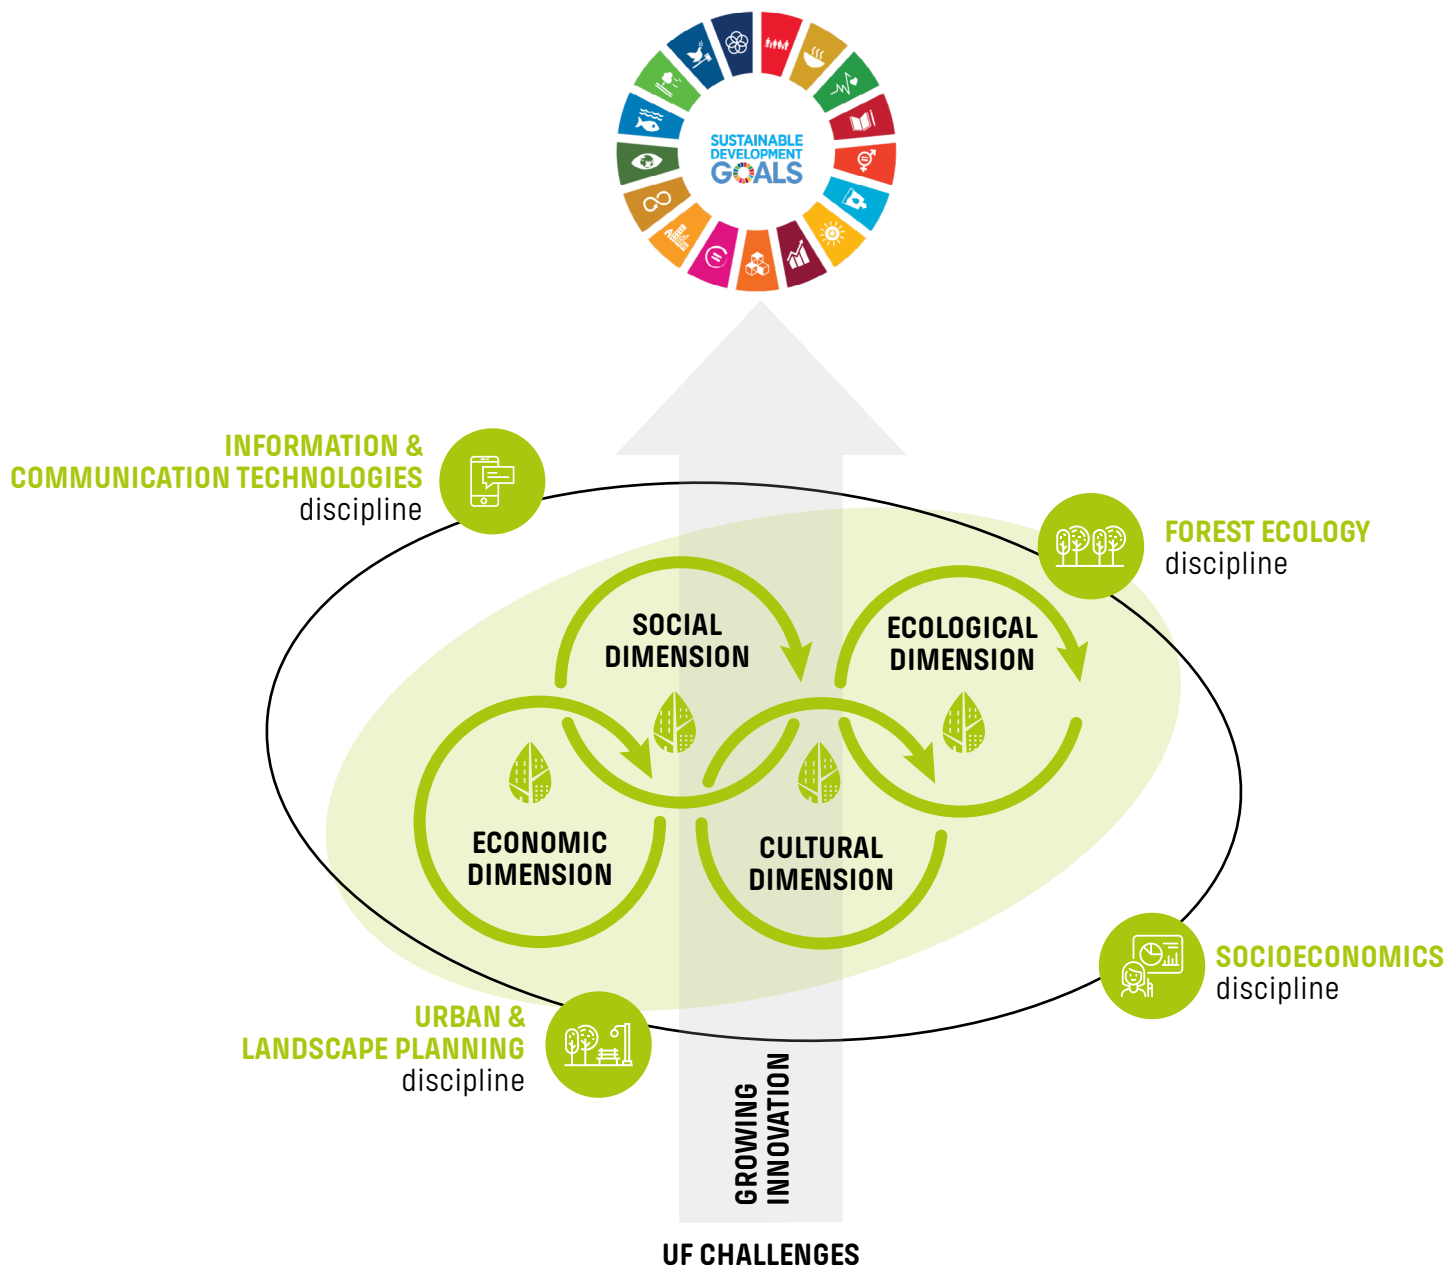 SUSTAINABLE
DEVELOPMENT
GOALS
INFORMATION &
COMMUNICATION TECHNOLOGIES
discipline
FOREST ECOLOGY
discipline
SOCIAL
DIMENSION
ECOLOGICAL
DIMENSION
ECONOMIC
DIMENSION
CULTURAL
DIMENSION
SOCIOECONOMICS
discipline
URBAN &
LANDSCAPE PLANNING
discipline
GROWING
INNOVATION
UF CHALLENGES